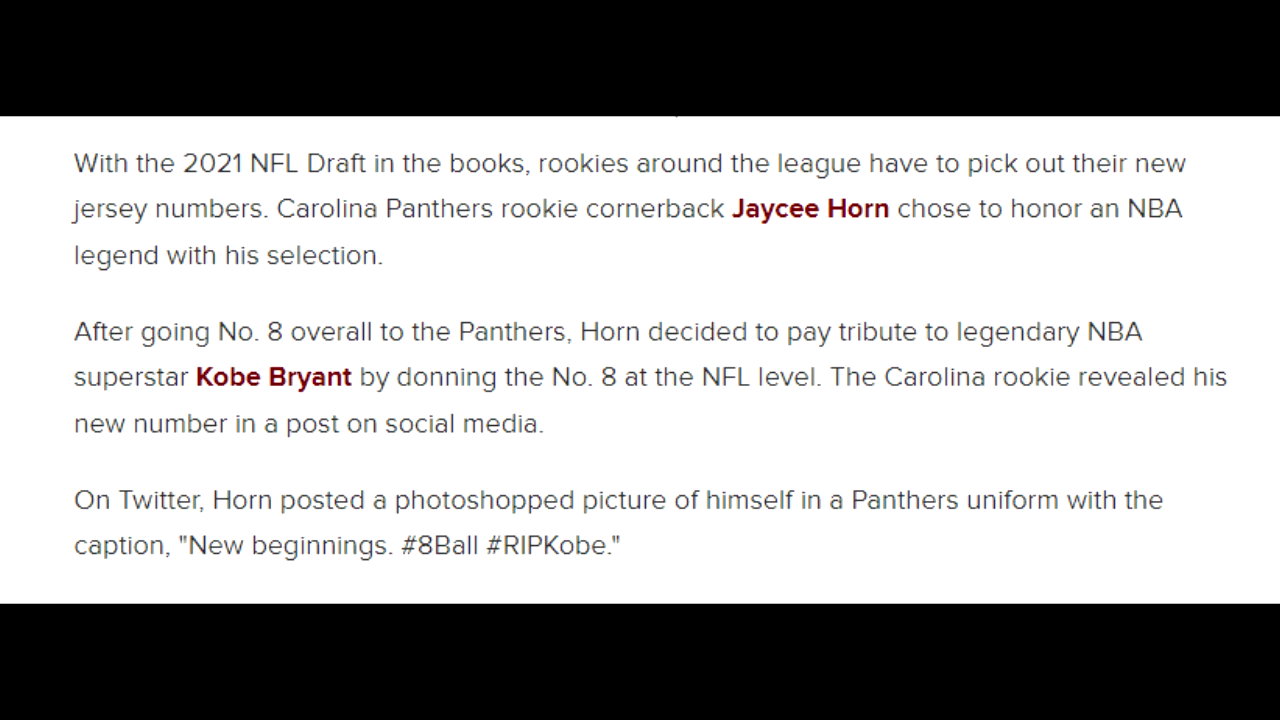 With the 2021 NFL Draft in the books, rookies around the league have to pick out their new
jersey numbers. Carolina Panthers rookie cornerback Jaycee Horn chose to honor an NBA
legend with his selection.
After going No. 8 overall to the Panthers, Horn decided to pay tribute to legendary NBA
superstar Kobe Bryant by donning the No. 8 at the NFL level. The Carolina rookie revealed his
new number in a post on social media.
On Twitter, Horn posted a photoshopped picture of himself in a Panthers uniform with the
caption, "New beginnings. #8Ball #RIPKobe."